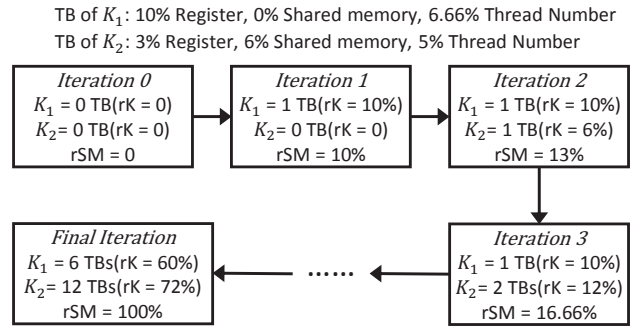 TB of K₁: 10% Register, 0% Shared memory, 6.66% Thread Number
TB of K₂: 3% Register, 6% Shared memory, 5% Thread Number
Iteration 0
K₁ = 0 TB(rK = 0)
K₂= 0 TB(rK = 0)
rSM = 0
Iteration 1
K₁ = 1 TB(rK = 10%)
K₂= 0 TB(rK = 0)
rSM = 10%
Iteration 2
K₁ = 1 TB(rK = 10%)
K₂= 1 TB(rK = 6%)
rSM = 13%
Iteration 3
K₁ = 1 TB(rK = 10%)
K₂ = 2 TBs(rK = 12%)
rSM = 16.66%
......
Final Iteration
K₁ = 6 TBs(rK = 60%)
K₂= 12 TBs(rK = 72%)
rSM = 100%